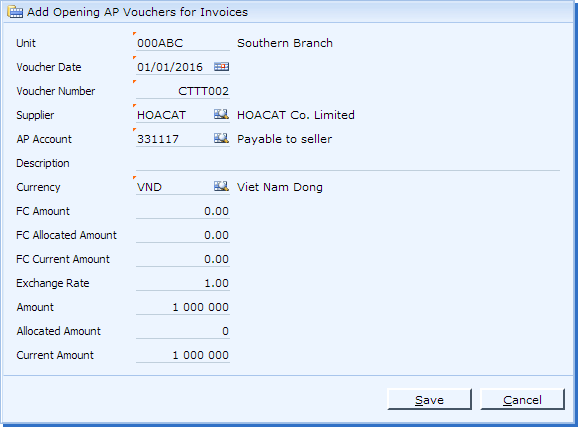 Add Opening AP Vouchers for Invoices
Unit 000ABC Southern Branch
Voucher Date 01/01/2016
Voucher Number CTTT002
Supplier HOACAT HOACAT Co. Limited
AP Account 331117 Payable to seller
Description
Currency VND Viet Nam Dong
FC Amount 0.00
FC Allocated Amount 0.00
FC Current Amount 0.00
Exchange Rate 1.00
Amount 1 000 000
Allocated Amount 0
Current Amount 1 000 000
Save Cancel